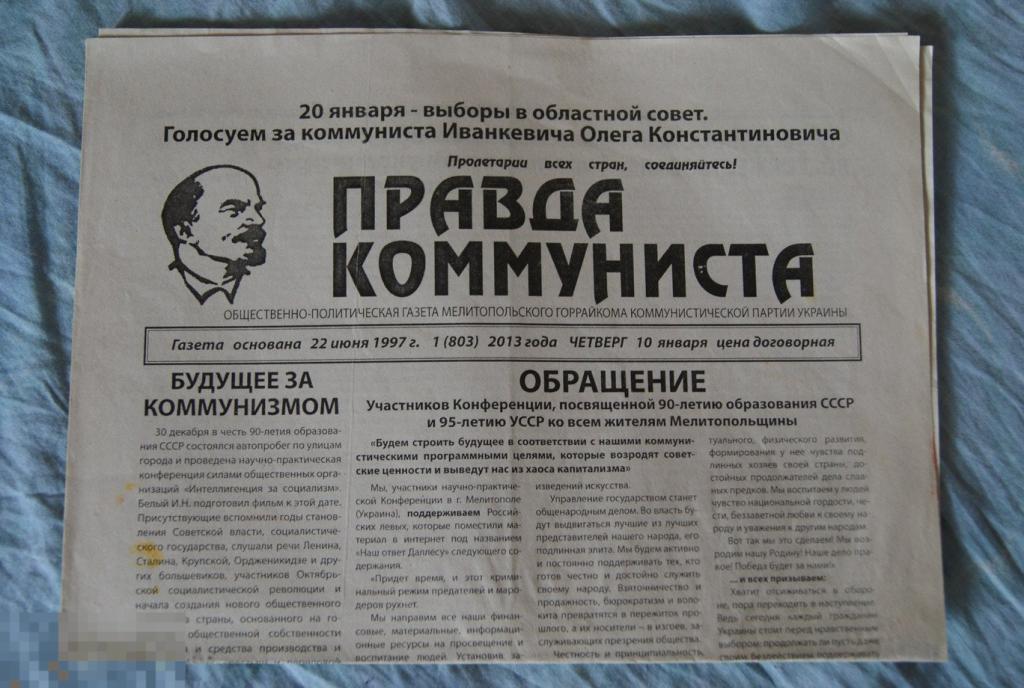 20 января - выборы в областной совет.
Голосуем за коммуниста Иванкевича Олега Константиновича
Пролетарии всех стран, соединяйтесь!
ПРАВДА
КОММУНИСТА
ОБЩЕСТВЕННО-ПОЛИТИЧЕСКАЯ ГАЗЕТА МЕЛИТОПОЛЬСКОГО ГОРРАЙКОМА КОММУНИСТИЧЕСКОЙ ПАРТИИ УКРАИНЫ
Газета основана 22 июня 1997 г. 1 (803) 2013 года ЧЕТВЕРГ 10 января цена договорная
БУДУЩЕЕ ЗА
КОММУНИЗМОМ
30 декабря в честь 90-летия образова-
ния СССР состоялся автопробег по улицам
города и проведена научно-практическая
конференция силами общественных орга-
низаций «Интеллигенция за социализм».
Белый И.Н. подготовил фильм к этой дате.
Присутствующие вспомнили годы станов-
ления Советской власти, социалистиче-
ского государства, слушали речи Ленина,
Сталина, Крупской, Ордженикидзе и дру-
гих большевиков, участников Октябрь-
ской социалистической революции и
начала создания нового общественного
страны, основанного на го-
общественной собственности
и средства производства и
ОБРАЩЕНИЕ
Участников Конференции, посвященной 90-летию образования СССР
и 95-летию УССР ко всем жителям Мелитопольщины
«Будем строить будущее в соответствии с нашими коммуни-
стическими программными целями, которые возродят совет-
ские ценности и выведут нас из хаоса капитализма»
Мы, участники научно-практиче-
ской Конференции в г. Мелитополе
(Украина), поддерживаем Россий-
ских левых, которые поместили ма-
териал в интернет под названием
«Наш ответ Даллесу» следующего со-
держания.
«Придет время, и этот крими-
нальный режим предателей и маро-
деров рухнет.
Мы направим все наши финан-
совые, материальные, информацион-
ные ресурсы на просвещение и
воспитание людей. Установив за-
изведений искусства.
Управление государством станет
общенародным делом. Во власть бу-
дут выдвигаться лучшие из лучших
представителей нашего народа, его
подлинная элита. Мы будем активно
и постоянно поддерживать тех, кто
готов честно и достойно служить
своему народу. Взяточничество и
продажность, бюрократизм и воло-
кита превратятся в пережиток про-
шлого, а их носители - в изгоев, за-
служивающих презрения общества.
Честность и принципиальность,
туального, физического развития,
формирования у нее чувства под-
линных хозяев своей страны, до-
стойных продолжателей дела слав-
ных предков. Мы воспитаем у людей
чувство национальной гордости, че-
сти, беззаветной любви к своему на-
роду и уважения к другим народам.
Вот так мы это сделаем! Мы воз-
родим нашу Родину! Наше дело пра-
вое! Победа будет за нами!»
... и всех призываем:
Хватит отсиживаться в оборо-
не, пора переходить в наступление.
Ведь сегодня каждый гражданин
Украины стоит перед нравственным
выбором: продолжать ли пусть даже
своим бездействием поддерживать